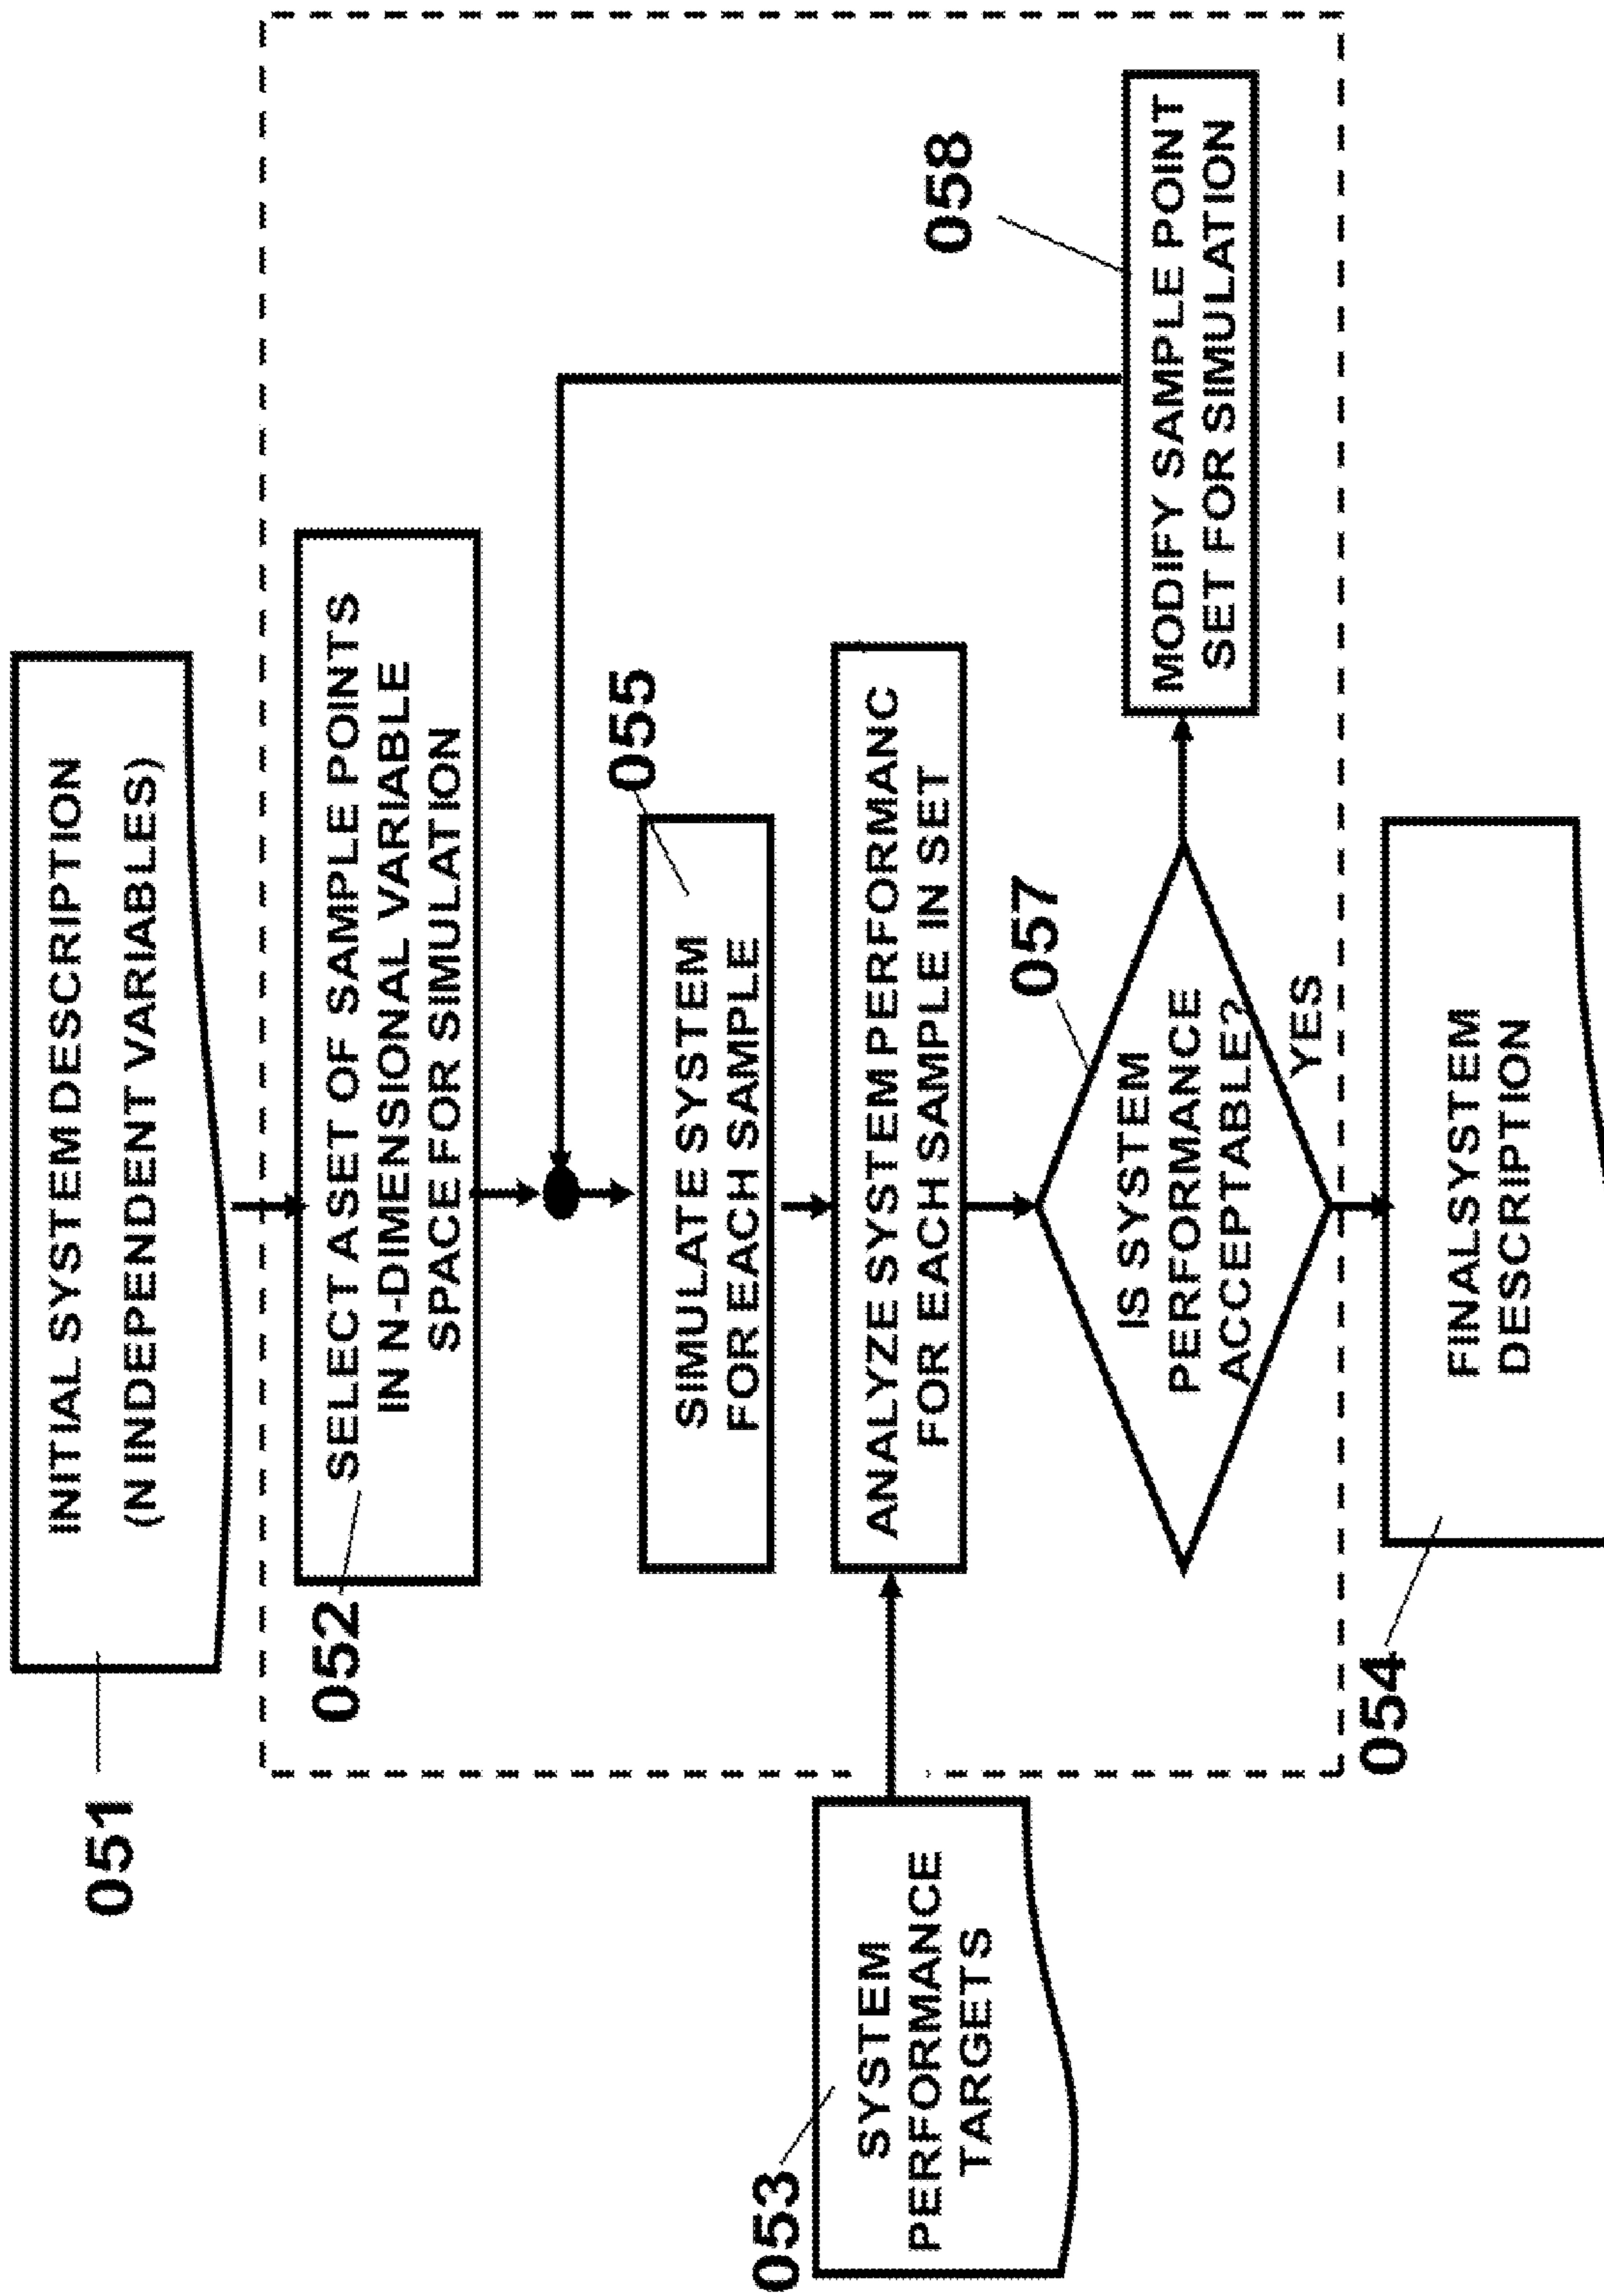 051
INITIAL SYSTEM DESCRIPTION
(N INDEPENDENT VARIABLES)
052
SELECT A SET OF SAMPLE POINTS
IN N-DIMENSIONAL VARIABLE
SPACE FOR SIMULATION
055
SIMULATE SYSTEM
FOR EACH SAMPLE
053
SYSTEM
PERFORMANCE
TARGETS
ANALYZE SYSTEM PERFORMANC
FOR EACH SAMPLE IN SET
057
IS SYSTEM
PERFORMANCE
ACCEPTABLE?
YES
058
MODIFY SAMPLE POINT
SET FOR SIMULATION
054
FINALSYSTEM
DESCRIPTION